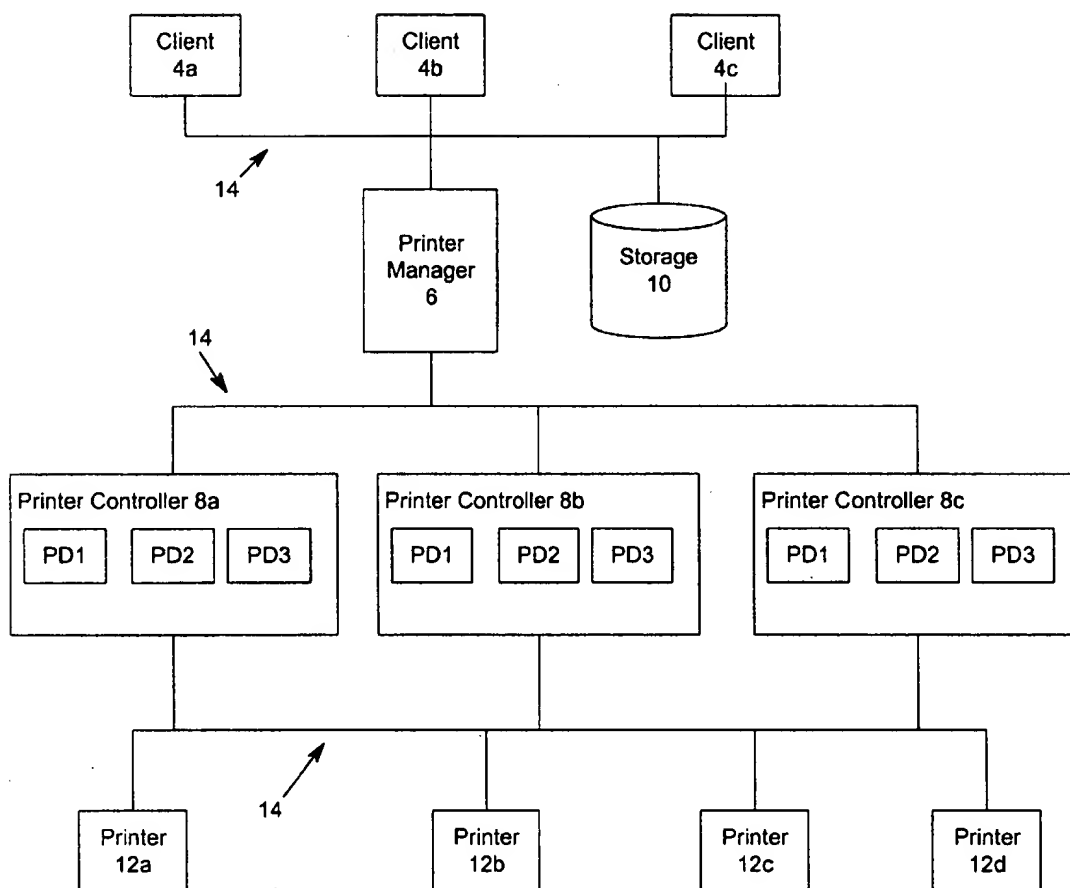 Client
4a
Client
4b
Client
4c
14
Printer
Manager
6
Storage
10
14
Printer Controller 8a
PD1
PD2
PD3
Printer Controller 8b
PD1
PD2
PD3
Printer Controller 8c
PD1
PD2
PD3
14
Printer
12a
Printer
12b
Printer
12c
Printer
12d